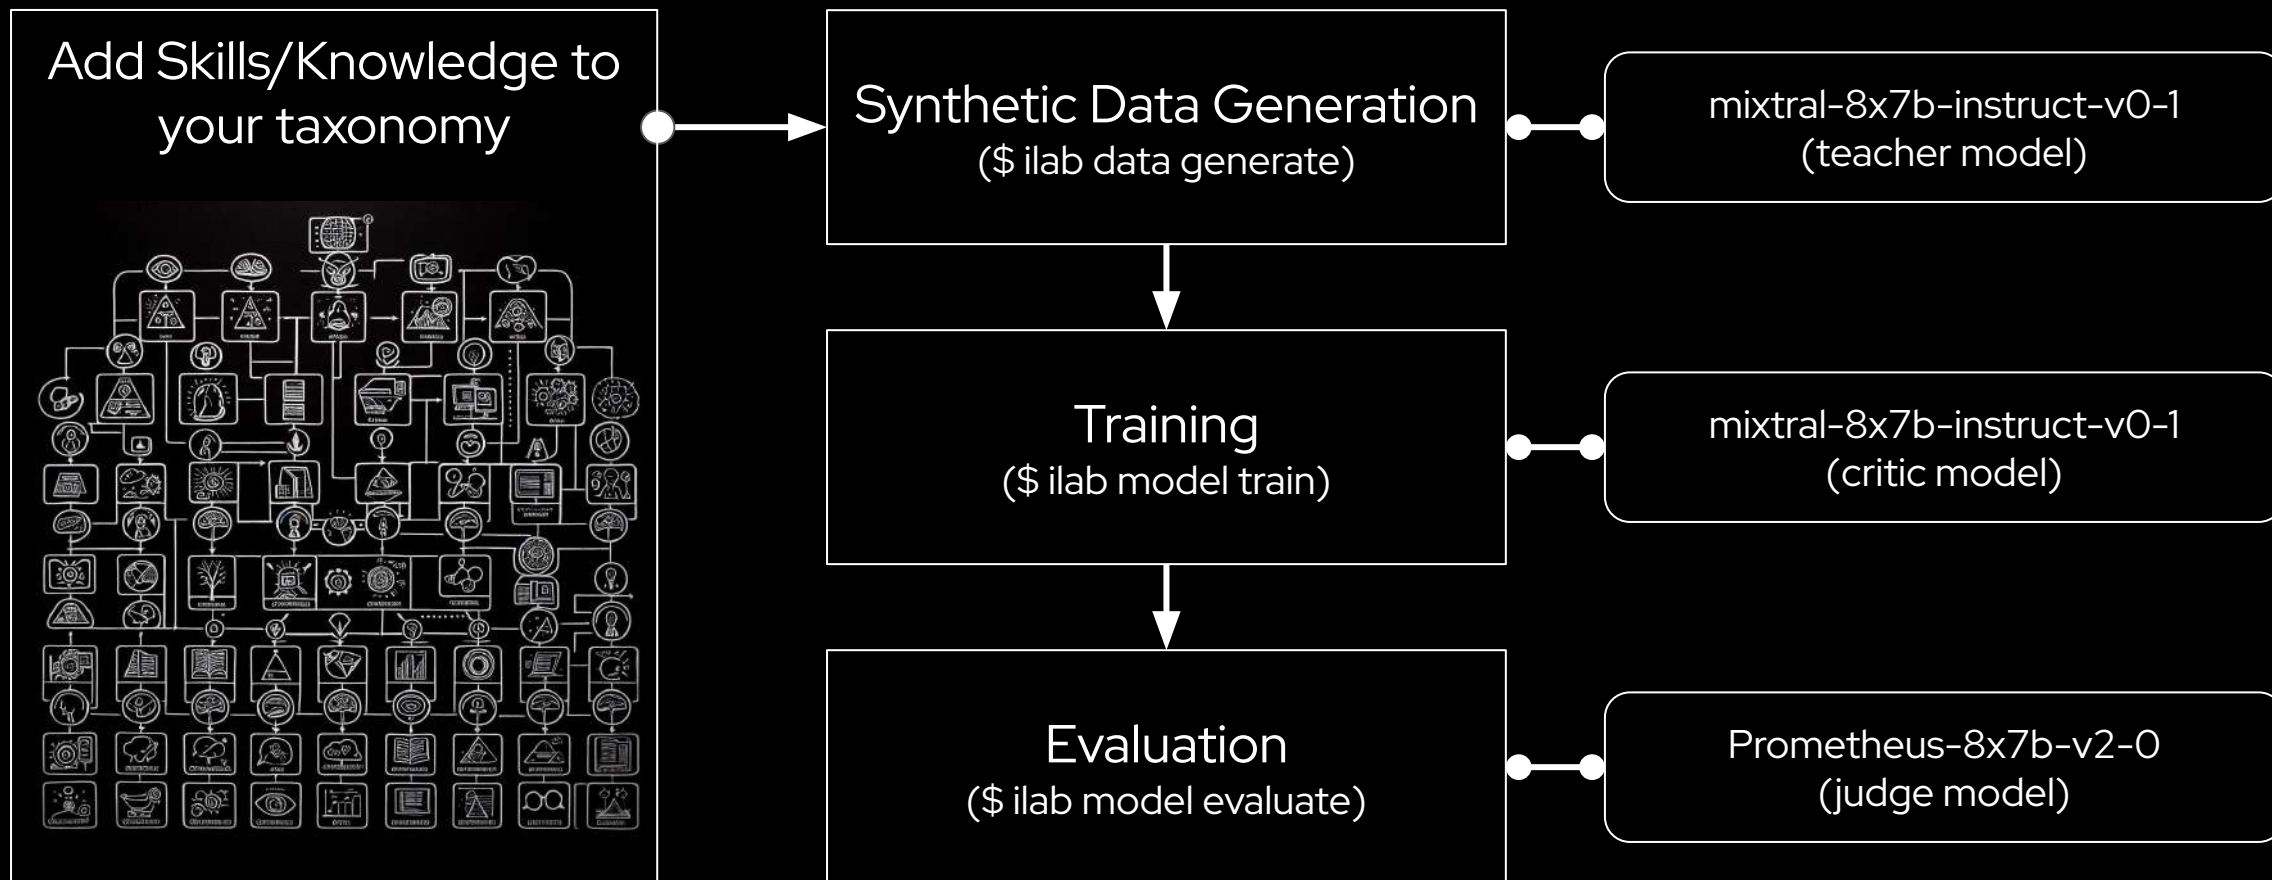 Add Skills/Knowledge to
your taxonomy
Synthetic Data Generation
($ ilab data generate)
mixtral-8x7b-instruct-v0-1
(teacher model)
Training
($ ilab model train)
mixtral-8x7b-instruct-v0-1
(critic model)
Evaluation
($ ilab model evaluate)
Prometheus-8x7b-v2-0
(judge model)